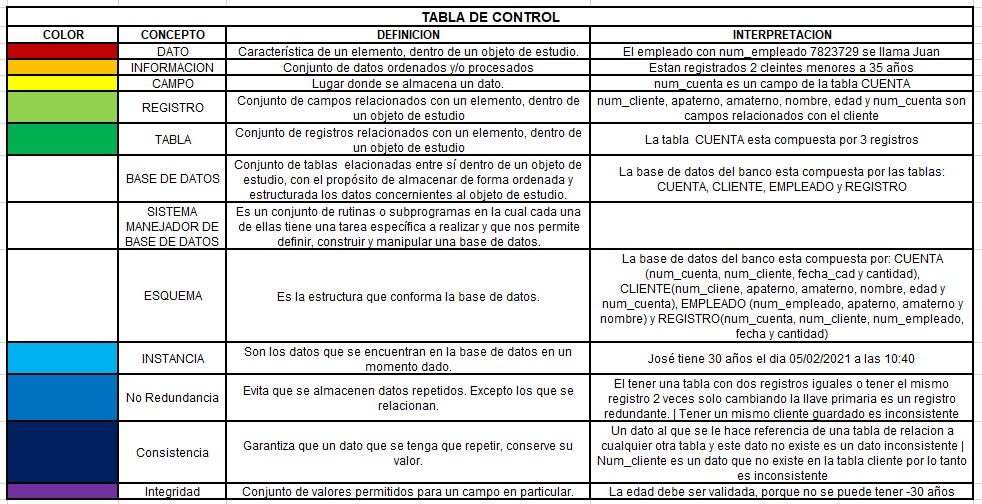 TABLA DE CONTROL
COLOR CONCEPTO DEFINICION INTERPRETACION
DATO Característica de un elemento, dentro de un objeto de estudio. El empleado con num_empleado 7823729 se llama Juan
INFORMACION Conjunto de datos ordenados y/o procesados Estan registrados 2 cleintes menores a 35 años
CAMPO Lugar donde se almacena un dato. num_cuenta es un campo de la tabla CUENTA
REGISTRO
Conjunto de campos relacionados con un elemento, dentro de
un objeto de estudio
num_cliente, apaterno, amaterno, nombre, edad y num_cuenta son
campos relacionados con el cliente
TABLA
Conjunto de registros relacionados con un elemento, dentro de
un objeto de estudio
La tabla CUENTA esta compuesta por 3 registros
BASE DE DATOS
Conjunto de tablas elacionadas entre sí dentro de un objeto de
estudio, con el propósito de almacenar de forma ordenada y
estructurada los datos concernientes al objeto de estudio.
La base de datos del banco esta compuesta por las tablas:
CUENTA, CLIENTE, EMPLEADO y REGISTRO
SISTEMA
MANEJADOR DE
BASE DE DATOS
Es un conjunto de rutinas o subprogramas en la cual cada una
de ellas tiene una tarea específica a realizar y que nos permite
definir, construir y manipular una base de datos.
ESQUEMA
Es la estructura que conforma la base de datos.
La base de datos del banco esta compuesta por: CUENTA
(num_cuenta, num_cliente, fecha_cad y cantidad),
CLIENTE(num_cliene, apaterno, amaterno, nombre, edad y
num_cuenta), EMPLEADO (num_empleado, apaterno, amaterno y
nombre) y REGISTRO(num_cuenta, num_cliente, num_empleado,
fecha y cantidad)
INSTANCIA
Son los datos que se encuentran en la base de datos en un
momento dado.
José tiene 30 años el dia 05/02/2021 a las 10:40
No Redundancia
Evita que se almacenen datos repetidos. Excepto los que se
relacionan.
El tener una tabla con dos registros iguales o tener el mismo
registro 2 veces solo cambiando la llave primaria es un registro
redundante. | Tener un mismo cliente guardado es inconsistente
Consistencia
Garantiza que un dato que se tenga que repetir, conserve su
valor.
Un dato al que se le hace referencia de una tabla de relacion a
cualquier otra tabla y este dato no existe es un dato inconsistente |
Num_cliente es un dato que no existe en la tabla cliente por lo tanto
es inconsistente
Integridad Conjunto de valores permitidos para un campo en particular. La edad debe ser validada, porque no se puede tener -30 años